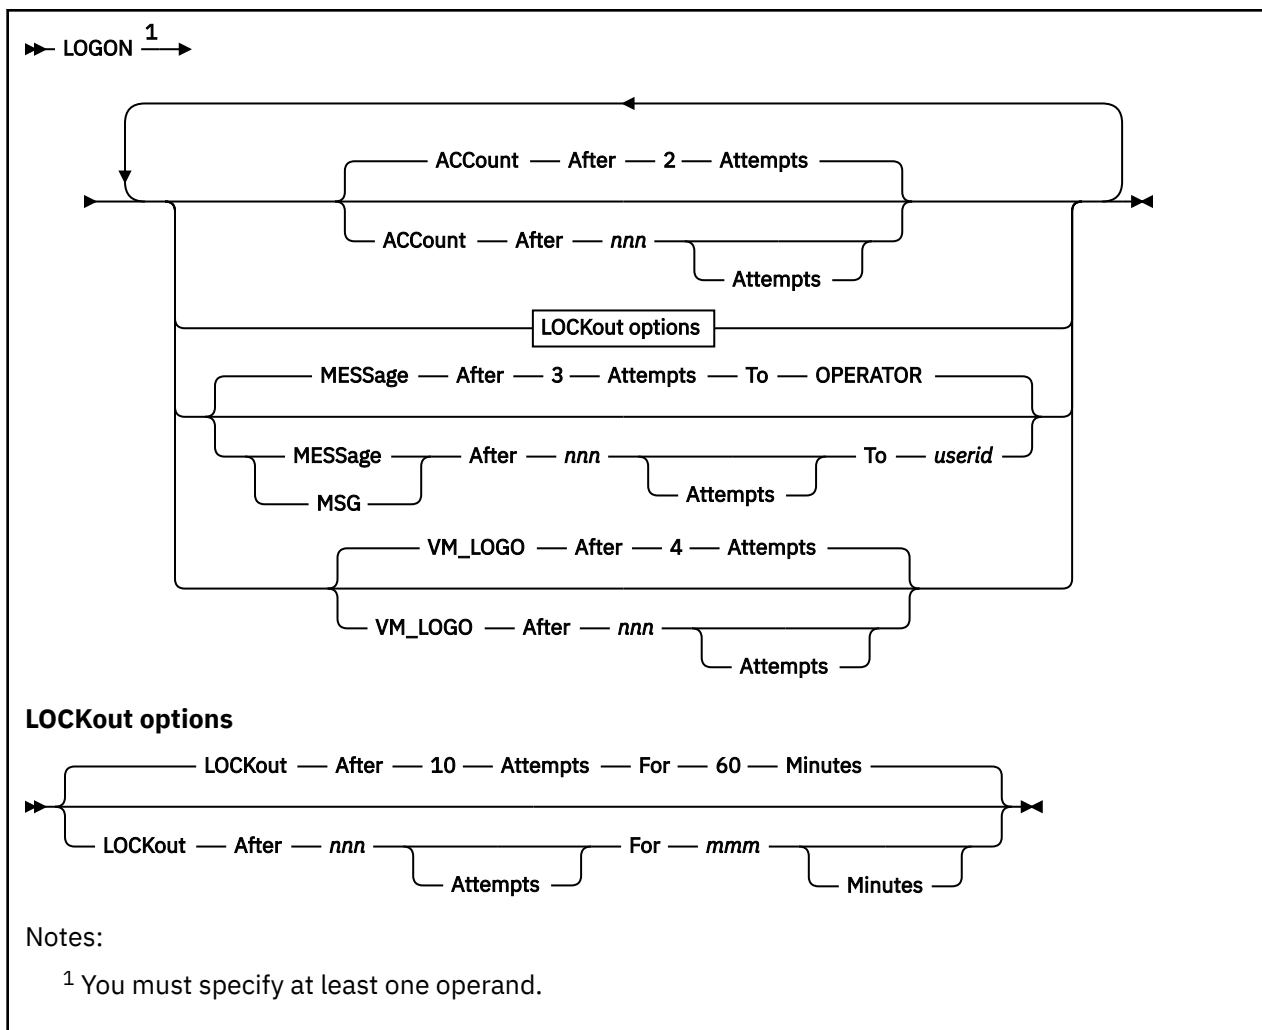 LOGON 1
ACCount After 2 Attempts
ACCount After nnn
Attempts
LOCKout options
MESSage After 3 Attempts To OPERATOR
MESSage After nnn To userid
Attempts
MSG
VM_LOGO After 4 Attempts
VM_LOGO After nnn
Attempts
LOCKout options
LOCKout After 10 Attempts For 60 Minutes
LOCKout After nnn For mmm
Attempts Minutes
Notes:
1 You must specify at least one operand.